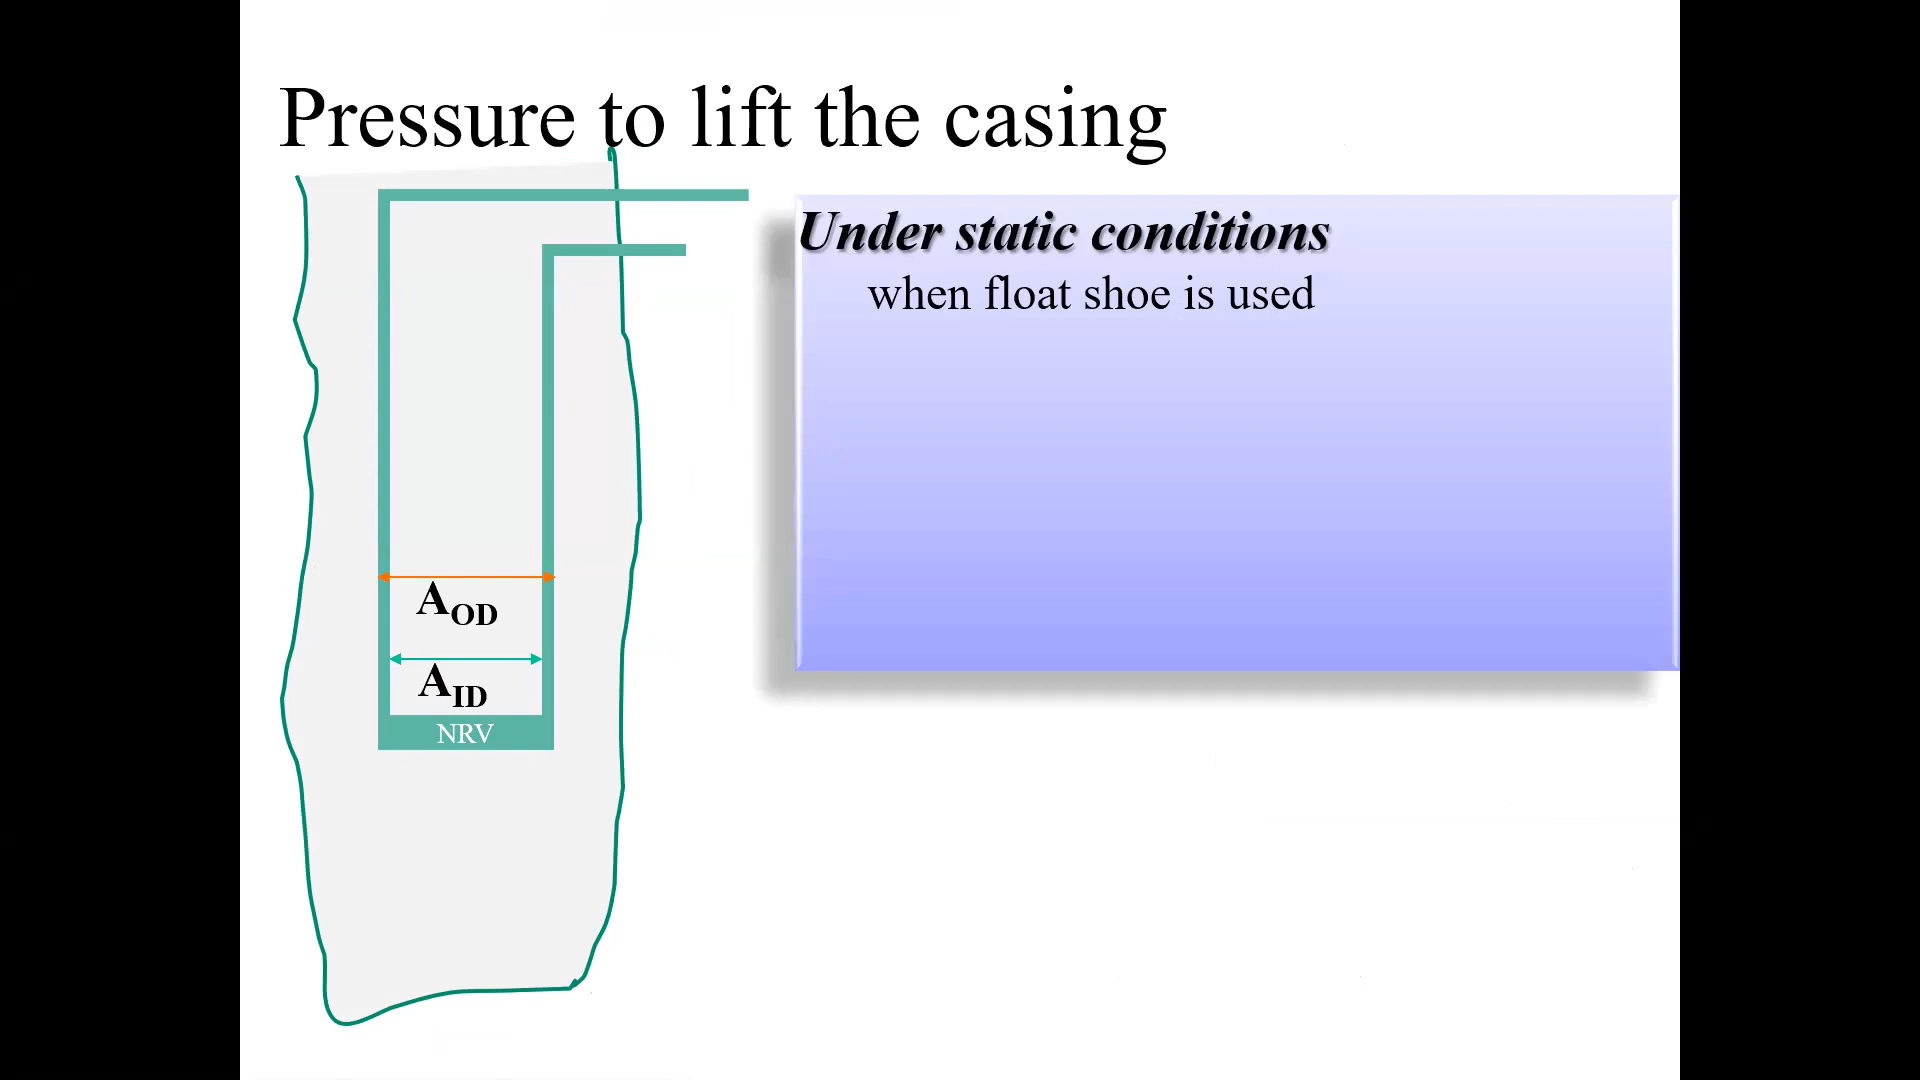 Pressure to lift the casing
Under static conditions
when float shoe is used
A_OD
A_ID
NRV